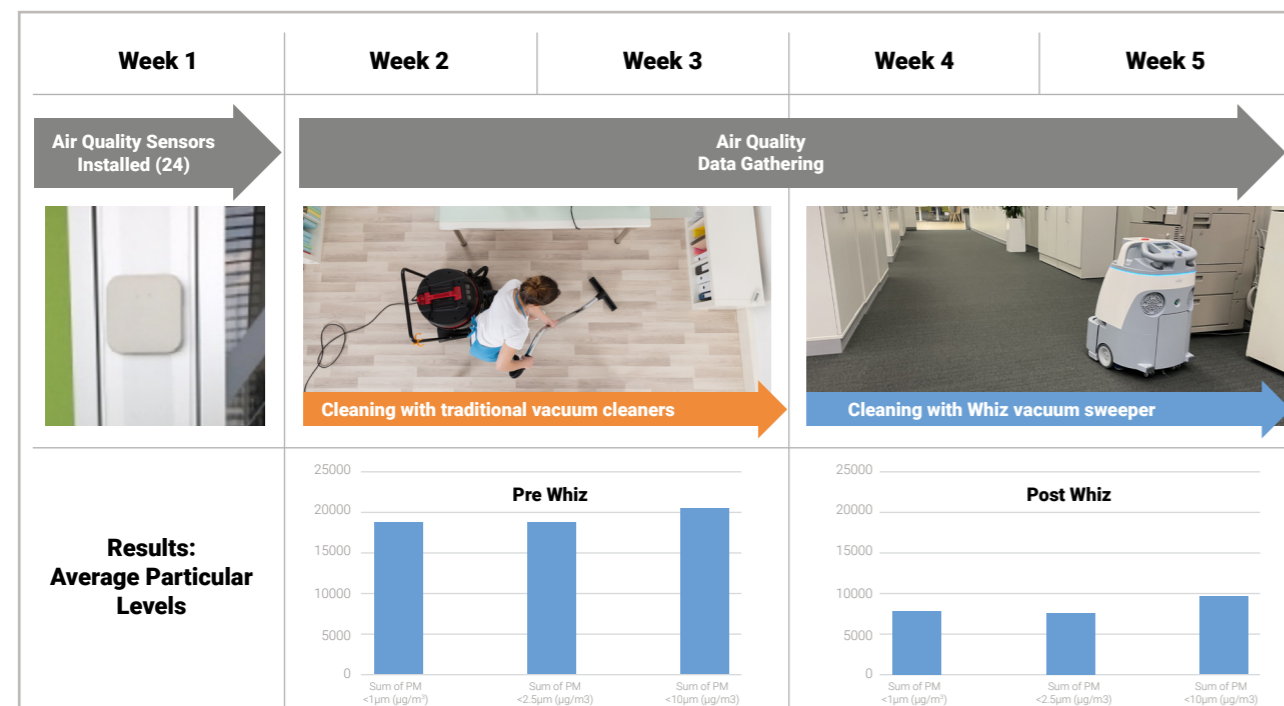 Week 1
Week 2
Week 3
Week 4
Week 5
Air Quality Sensors
Installed (24)
Air Quality
Data Gathering
Cleaning with traditional vacuum cleaners
Cleaning with Whiz vacuum sweeper
Results:
Average Particular
Levels
Pre Whiz
25000
20000
15000
10000
5000
0
Sum of PM
<1µm (µg/m³)
Sum of PM
<2.5µm (µg/m3)
Sum of PM
<10µm (µg/m3)
Post Whiz
25000
20000
15000
10000
5000
0
Sum of PM
<1µm (µg/m³)
Sum of PM
<2.5µm (µg/m3)
Sum of PM
<10µm (µg/m3)